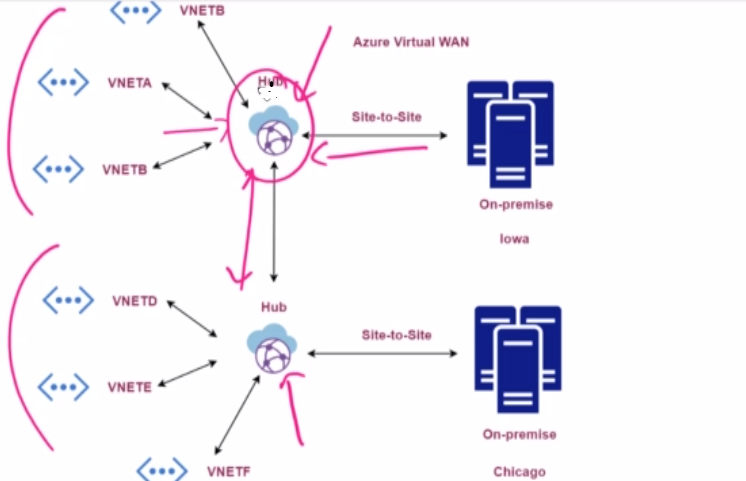 VNETB
Azure Virtual WAN
Hub
VNETA
Site-to-Site
VNETB
On-premise
Iowa
VNETD
Hub
Site-to-Site
VNETE
On-premise
VNETF
Chicago